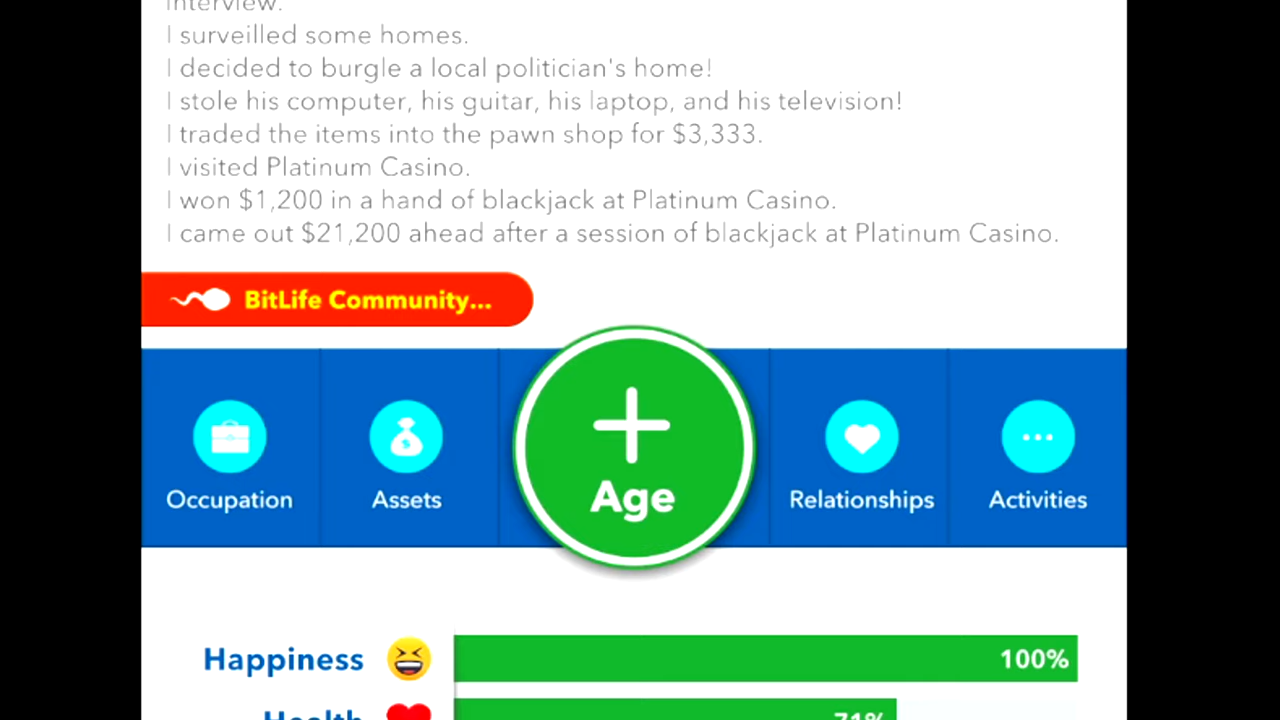 interview.
I surveilled some homes.
I decided to burgle a local politician's home!
I stole his computer, his guitar, his laptop, and his television!
I traded the items into the pawn shop for $3,333.
I visited Platinum Casino.
I won $1,200 in a hand of blackjack at Platinum Casino.
I came out $21,200 ahead after a session of blackjack at Platinum Casino.
BitLife Community...
Occupation
Assets
Age
Relationships
Activities
Happiness 100%
Health 71%